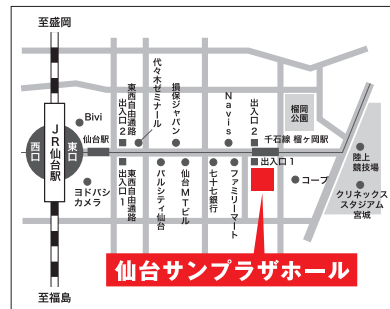 至盛岡
JR仙台駅
西口
東口
Bivi
仙台駅
出入口2
東西自由通路
代々木ゼミナール
損保ジャパン
Navis
出入口2
榴岡
公園
千石線 榴ヶ岡駅
出入口1
ヨドバシ
カメラ
出入口1
東西自由通路
パルシティ仙台
仙台MTビル
七十七銀行
ファミリーマート
コープ
陸上
競技場
クリネックス
スタジアム
宮城
仙台サンプラザホール
至福島